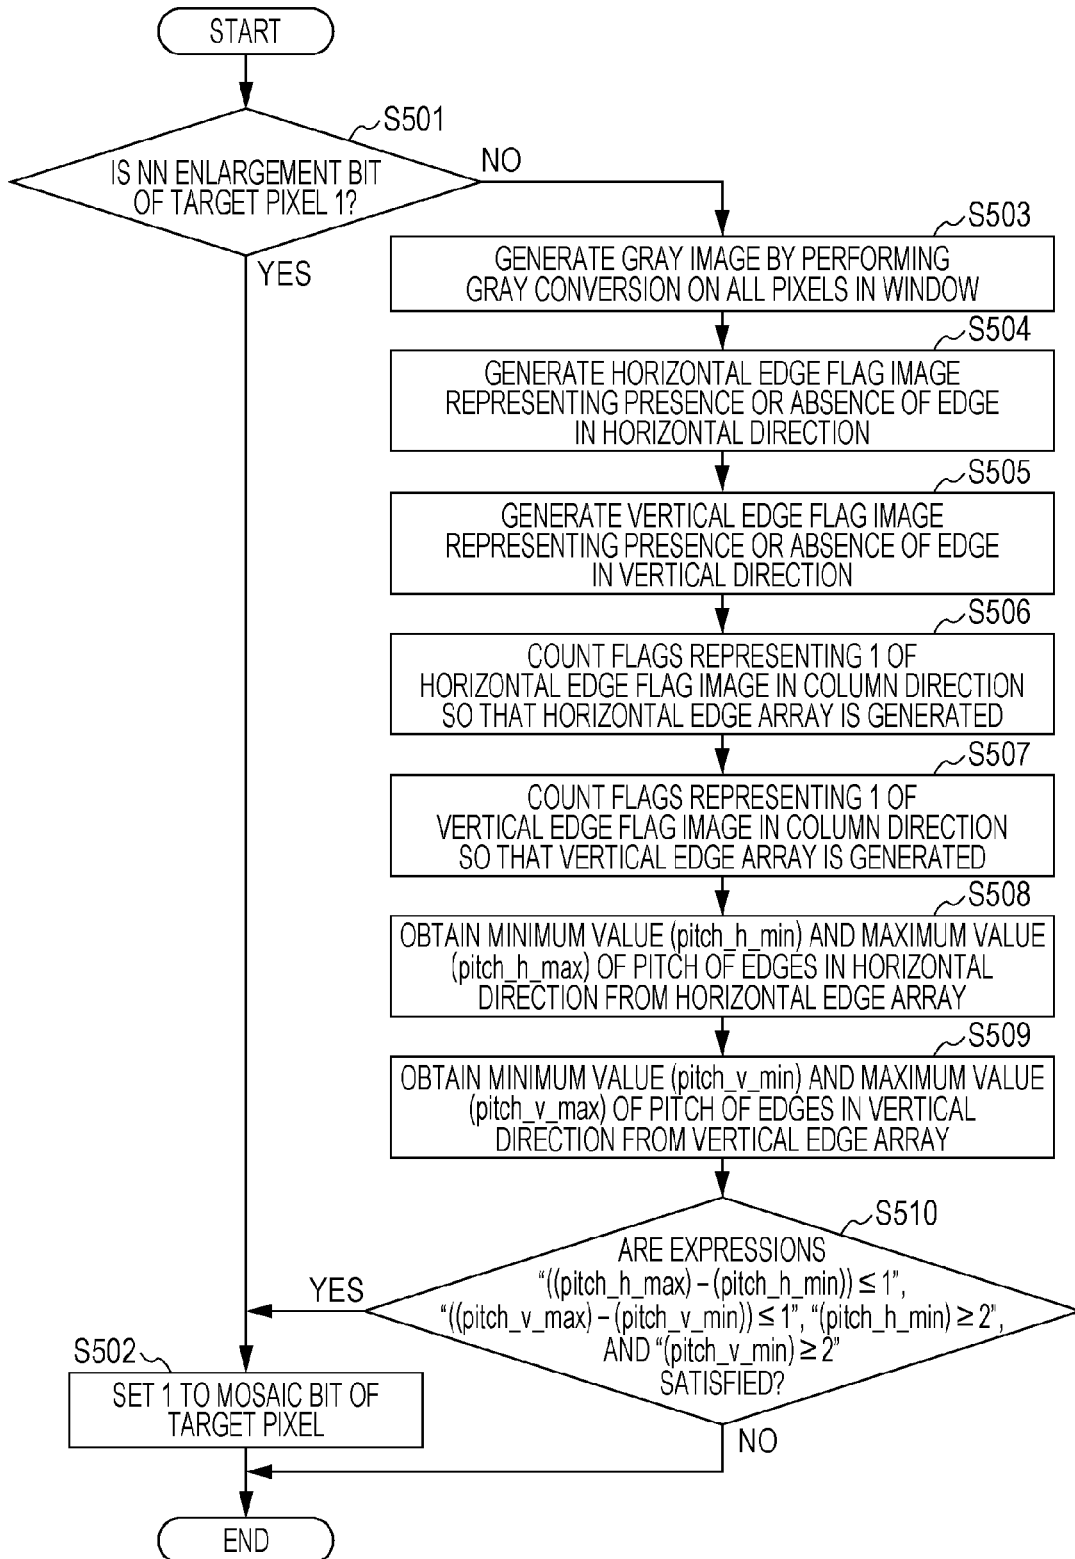 START
S501
IS NN ENLARGEMENT BIT
OF TARGET PIXEL 1?
NO
YES
S503
GENERATE GRAY IMAGE BY PERFORMING
GRAY CONVERSION ON ALL PIXELS IN WINDOW
S504
GENERATE HORIZONTAL EDGE FLAG IMAGE
REPRESENTING PRESENCE OR ABSENCE OF EDGE
IN HORIZONTAL DIRECTION
S505
GENERATE VERTICAL EDGE FLAG IMAGE
REPRESENTING PRESENCE OR ABSENCE OF EDGE
IN VERTICAL DIRECTION
S506
COUNT FLAGS REPRESENTING 1 OF
HORIZONTAL EDGE FLAG IMAGE IN COLUMN DIRECTION
SO THAT HORIZONTAL EDGE ARRAY IS GENERATED
S507
COUNT FLAGS REPRESENTING 1 OF
VERTICAL EDGE FLAG IMAGE IN COLUMN DIRECTION
SO THAT VERTICAL EDGE ARRAY IS GENERATED
S508
OBTAIN MINIMUM VALUE (pitch_h_min) AND MAXIMUM VALUE
(pitch_h_max) OF PITCH OF EDGES IN HORIZONTAL
DIRECTION FROM HORIZONTAL EDGE ARRAY
S509
OBTAIN MINIMUM VALUE (pitch_v_min) AND MAXIMUM VALUE
(pitch_v_max) OF PITCH OF EDGES IN VERTICAL
DIRECTION FROM VERTICAL EDGE ARRAY
S510
ARE EXPRESSIONS
“((pitch_h_max) – (pitch_h_min)) ≤ 1”,
“((pitch_v_max) – (pitch_v_min)) ≤ 1”, “(pitch_h_min) ≥ 2”,
AND “(pitch_v_min) ≥ 2”
SATISFIED?
YES
NO
S502
SET 1 TO MOSAIC BIT OF
TARGET PIXEL
END